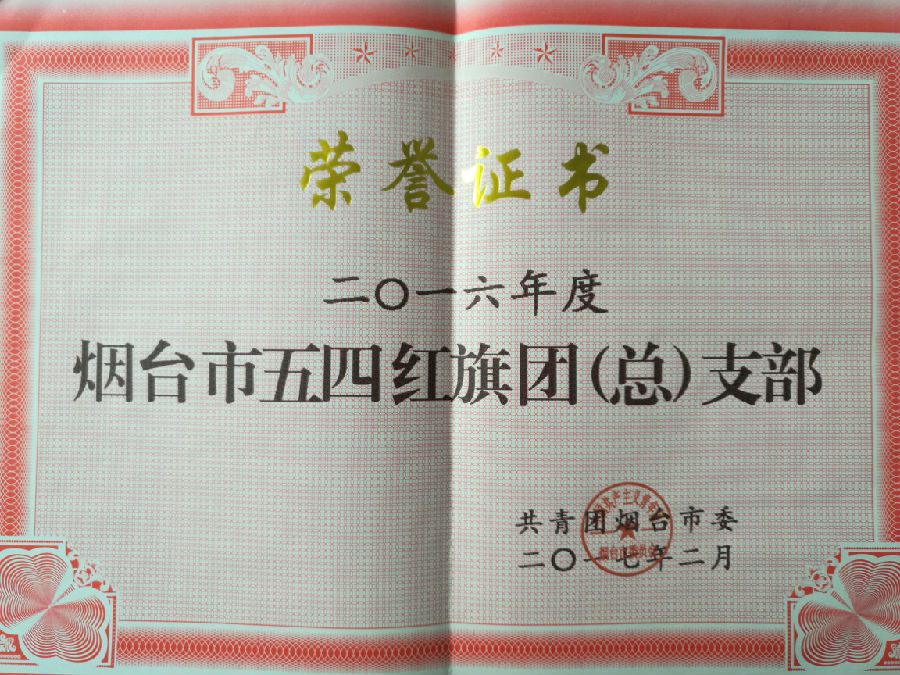 荣誉证书
二〇一六年度
烟台市五四红旗团(总)支部
共青团烟台市委
二〇一七年二月